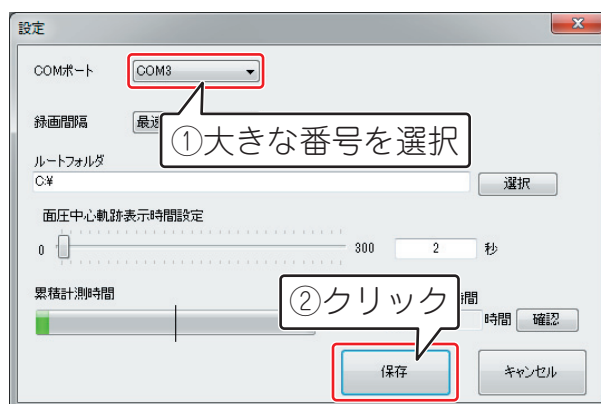 設定
COMポート COM3
①大きな番号を選択
録画間隔 最速
ルートフォルダ
C:¥ 選択
面圧中心軌跡表示時間設定
0 300 2 秒
累積計測時間 時間
②クリック
時間 確認
保存 キャンセル